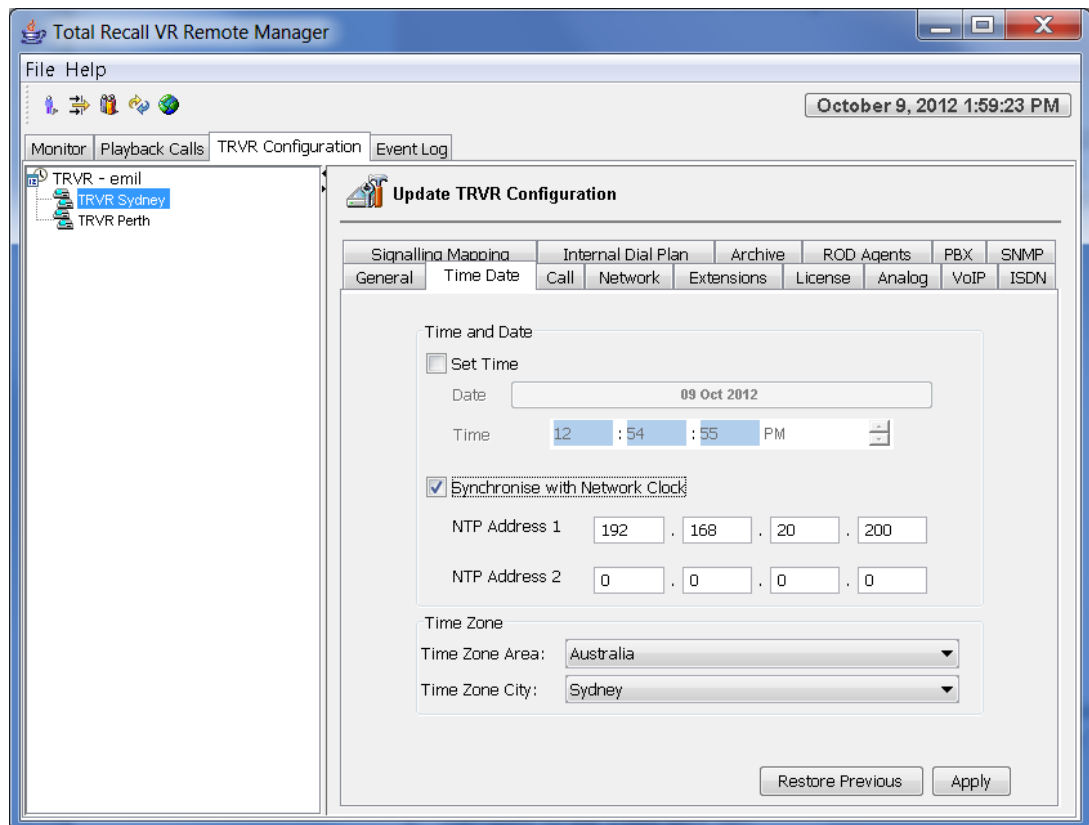 Total Recall VR Remote Manager
File Help
October 9, 2012 1:59:23 PM
Monitor Playback Calls TRVR Configuration Event Log
TRVR - emil
TRVR Sydney
TRVR Perth
Update TRVR Configuration
Signalling Mapping Internal Dial Plan Archive ROD Agents PBX SNMP
General Time Date Call Network Extensions License Analog VoIP ISDN
Time and Date
Set Time
Date 09 Oct 2012
Time 12 : 54 : 55 PM
Synchronise with Network Clock
NTP Address 1 192 . 168 . 20 . 200
NTP Address 2 0 . 0 . 0 . 0
Time Zone
Time Zone Area: Australia
Time Zone City: Sydney
Restore Previous Apply